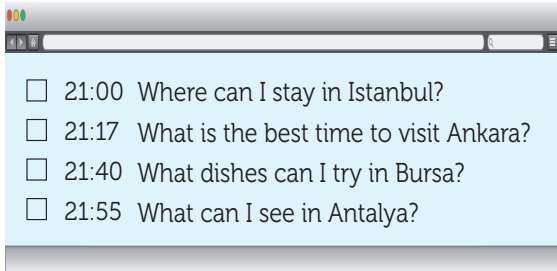 21:00 Where can I stay in Istanbul?
21:17 What is the best time to visit Ankara?
21:40 What dishes can I try in Bursa?
21:55 What can I see in Antalya?